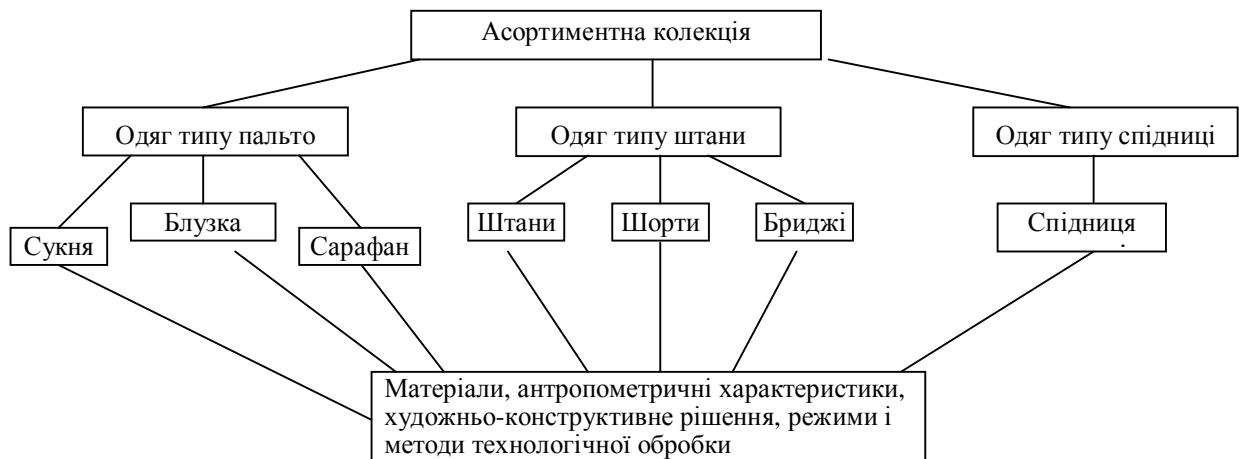 Асортиментна колекція
Одяг типу пальто
Одяг типу штани
Одяг типу спідниці
Сукня
Блузка
Сарафан
Штани
Шорти
Бриджі
Спідниця
Матеріали, антропометричні характеристики,
художньо-конструктивне рішення, режими і
методи технологічної обробки